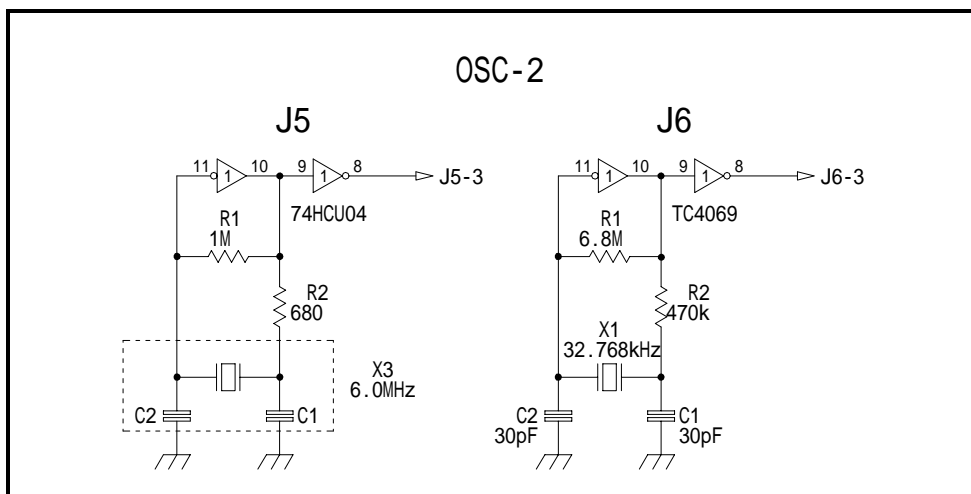 OSC-2
J5
11 1 10 9 1 8
J5-3
74HCU04
R1
1M
R2
680
X3
6.0MHz
C2
C1
J6
11 1 10 9 1 8
J6-3
TC4069
R1
6.8M
R2
470k
X1
32.768kHz
C2
30pF
C1
30pF